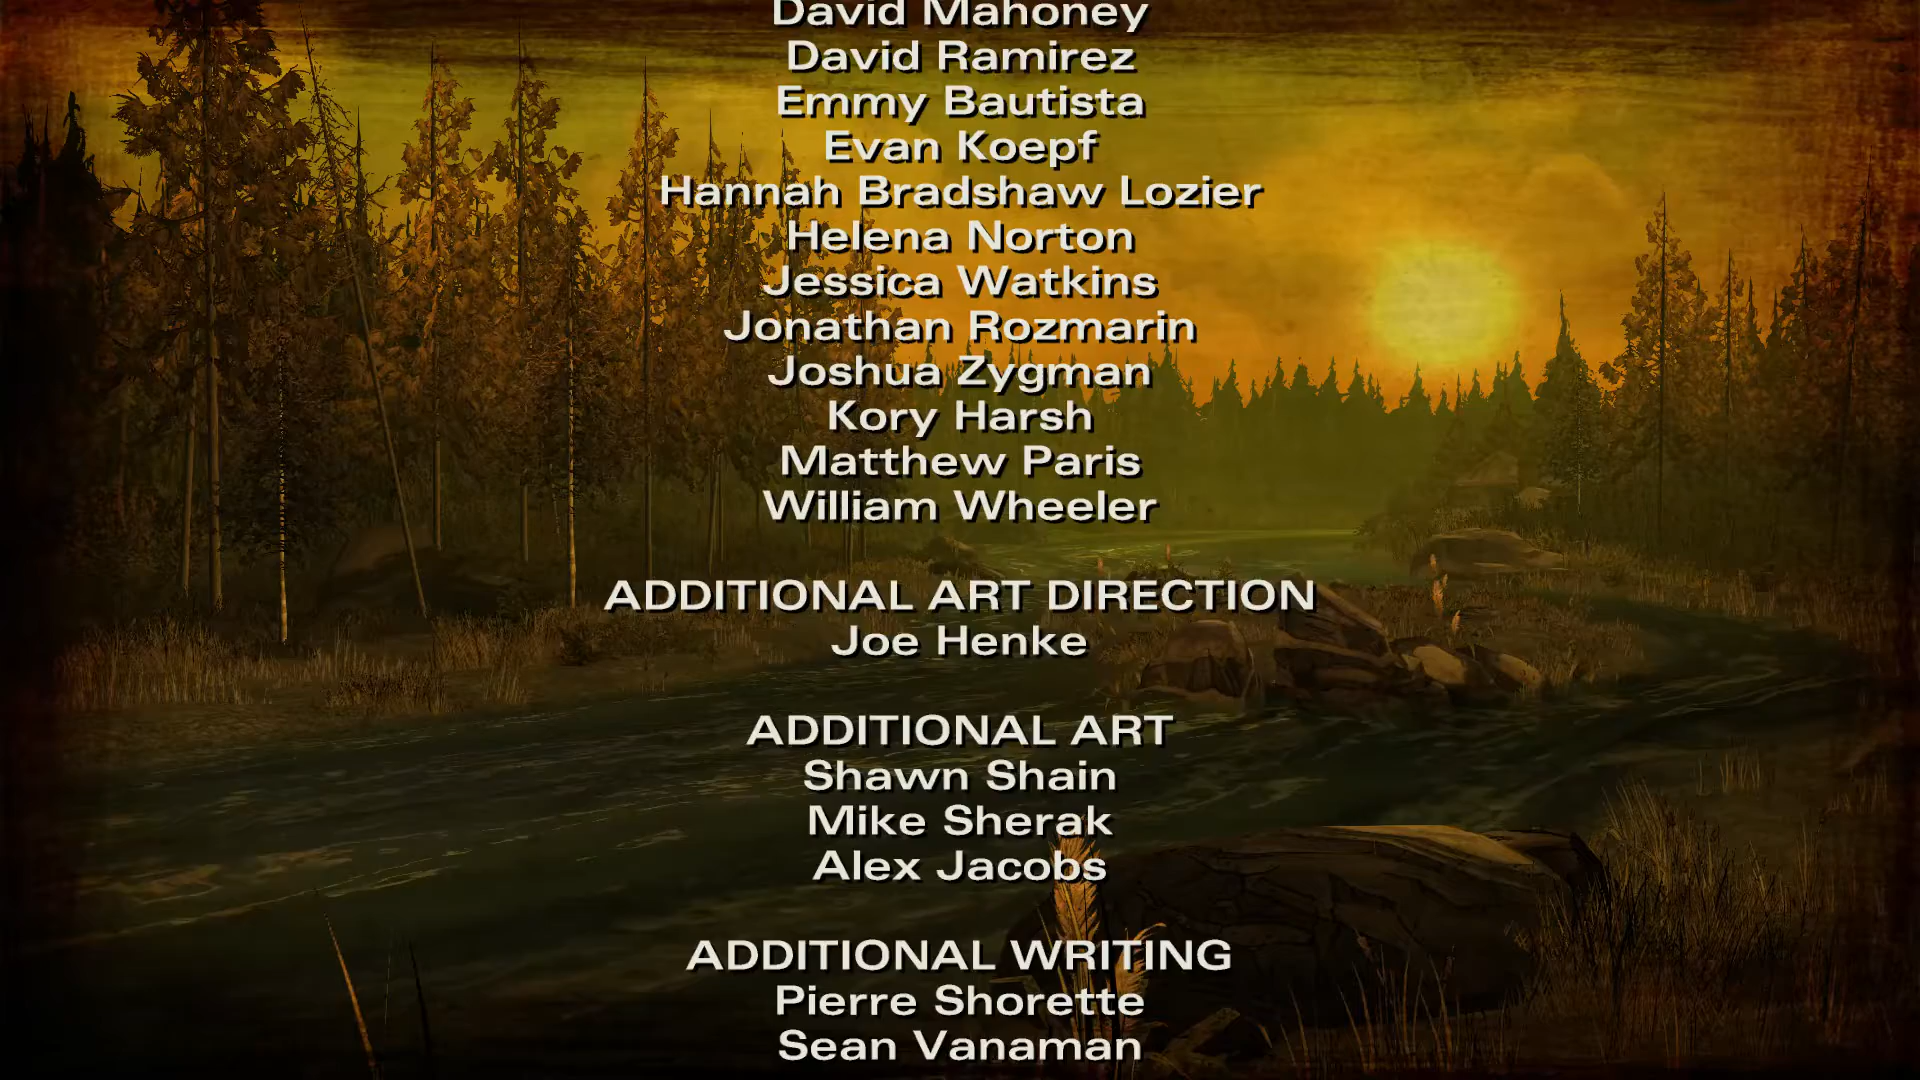 David Mahoney
David Ramirez
Emmy Bautista
Evan Koepf
Hannah Bradshaw Lozier
Helena Norton
Jessica Watkins
Jonathan Rozmarin
Joshua Zygman
Kory Harsh
Matthew Paris
William Wheeler
ADDITIONAL ART DIRECTION
Joe Henke
ADDITIONAL ART
Shawn Shain
Mike Sherak
Alex Jacobs
ADDITIONAL WRITING
Pierre Shorette
Sean Vanaman